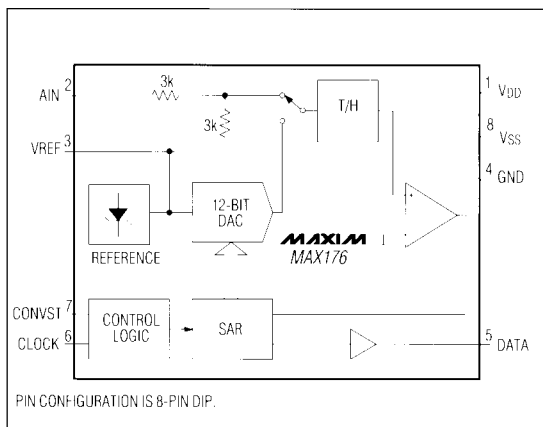 AIN 2
3k
3k
T/H
1 VDD
8 VSS
4 GND
VREF 3
12-BIT
DAC
+
MAXIM
MAX176
REFERENCE
CONVST 7
CLOCK 6
CONTROL
LOGIC
SAR
5 DATA
PIN CONFIGURATION IS 8-PIN DIP.